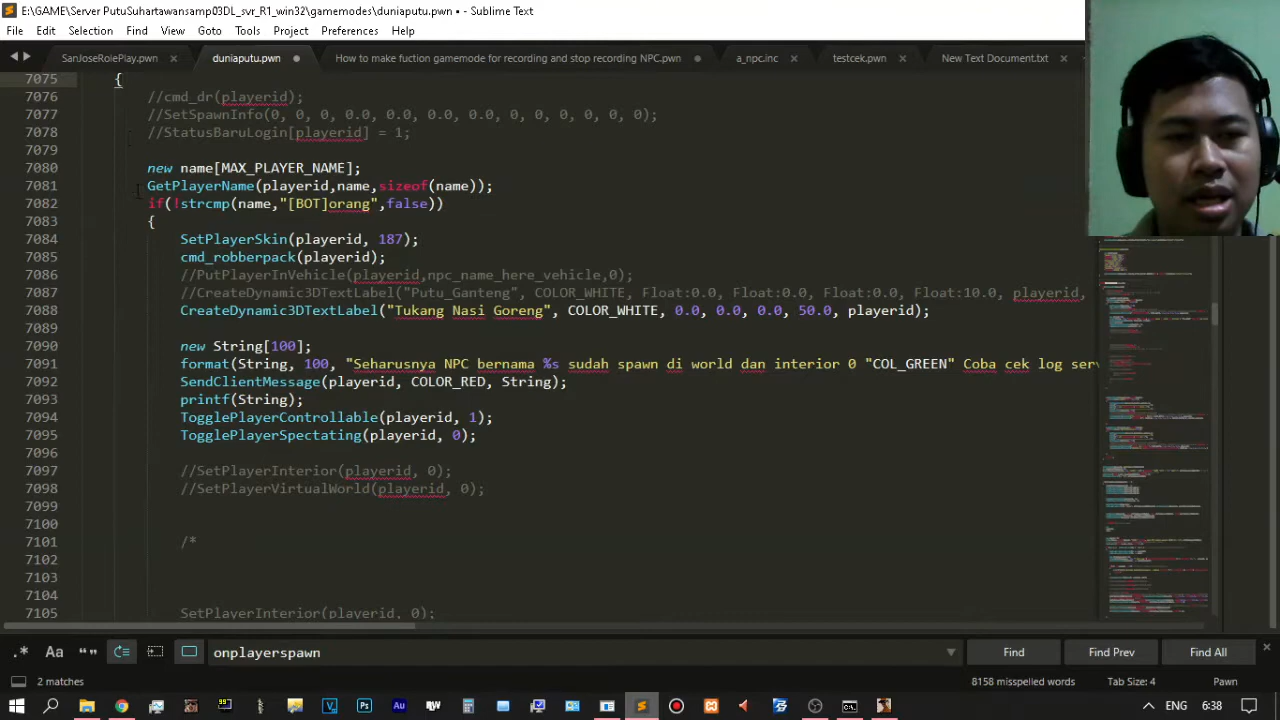 E:\GAME\Server PutuSuhartawansamp03DL_svr_R1_win32\gamemodes\duniaputu.pwn • - Sublime Text
File Edit Selection Find View Goto Tools Project Preferences Help
SanJoseRolePlay.pwn duniaputu.pwn How to make fuction gamemode for recording and stop recording NPC.pwn a_npc.inc testcek.pwn New Text Document.txt
7075 {
7076 //cmd_dr(playerid);
7077 //SetSpawnInfo(0, 0, 0, 0.0, 0.0, 0.0, 0, 0, 0, 0, 0, 0);
7078 //StatusBaruLogin[playerid] = 1;
7079
7080 new name[MAX_PLAYER_NAME];
7081 GetPlayerName(playerid,name,sizeof(name));
7082 if(!strcmp(name,"[BOT]orang",false))
7083 {
7084 SetPlayerSkin(playerid, 187);
7085 cmd_robberpack(playerid);
7086 //PutPlayerInVehicle(playerid,npc_name_here_vehicle,0);
7087 //CreateDynamic3DTextLabel("Putu_Ganteng", COLOR_WHITE, Float:0.0, Float:0.0, Float:0.0, Float:10.0, playerid,
7088 CreateDynamic3DTextLabel("Tukang Nasi Goreng", COLOR_WHITE, 0.0, 0.0, 0.0, 50.0, playerid);
7089
7090 new String[100];
7091 format(String, 100, "Seharusnya NPC bernama %s sudah spawn di world dan interior 0 "COL_GREEN" Coba cek log serv
7092 SendClientMessage(playerid, COLOR_RED, String);
7093 printf(String);
7094 TogglePlayerControllable(playerid, 1);
7095 TogglePlayerSpectating(playerid, 0);
7096
7097 //SetPlayerInterior(playerid, 0);
7098 //SetPlayerVirtualWorld(playerid, 0);
7099
7100
7101 /*
7102
7103
7104
7105 SetPlayerInterior(playerid, 0);
.* Aa “” onplayerspawn Find Find Prev Find All
2 matches 8158 misspelled words Tab Size: 4 Pawn
6:38